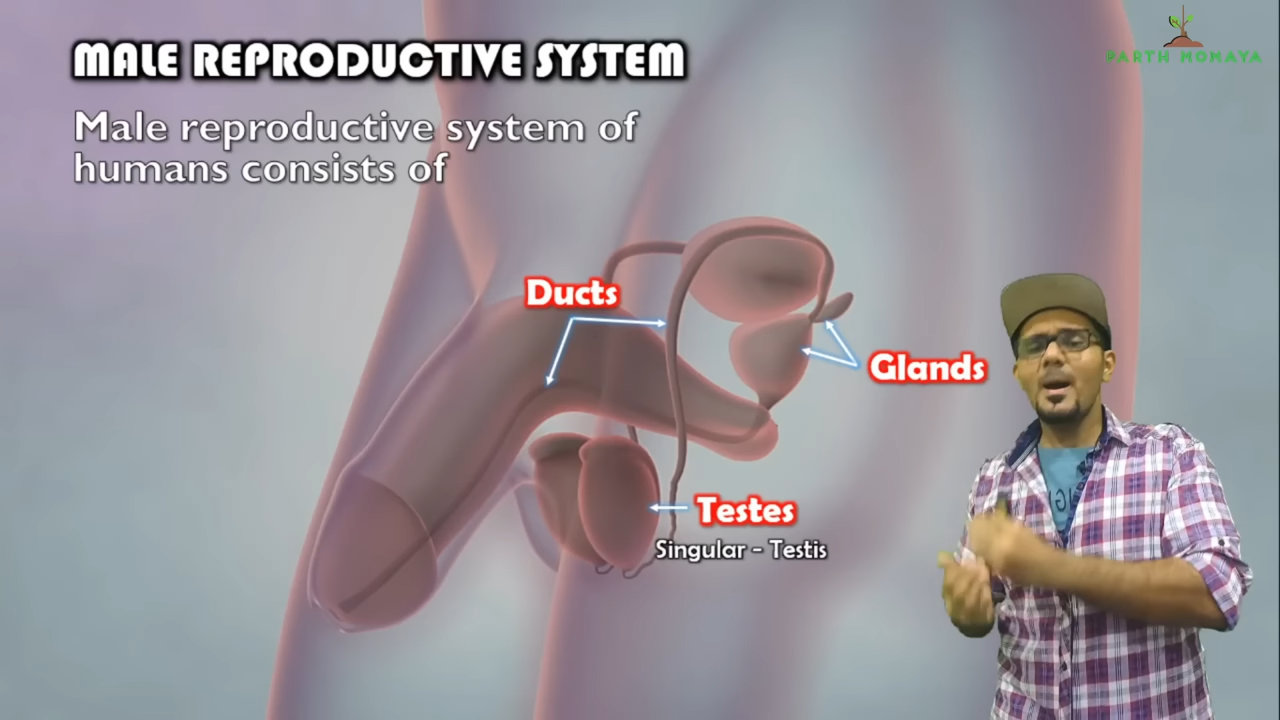 PARTH MOMAYA
MALE REPRODUCTIVE SYSTEM
Male reproductive system of
humans consists of
Ducts
Glands
Testes
Singular - Testis